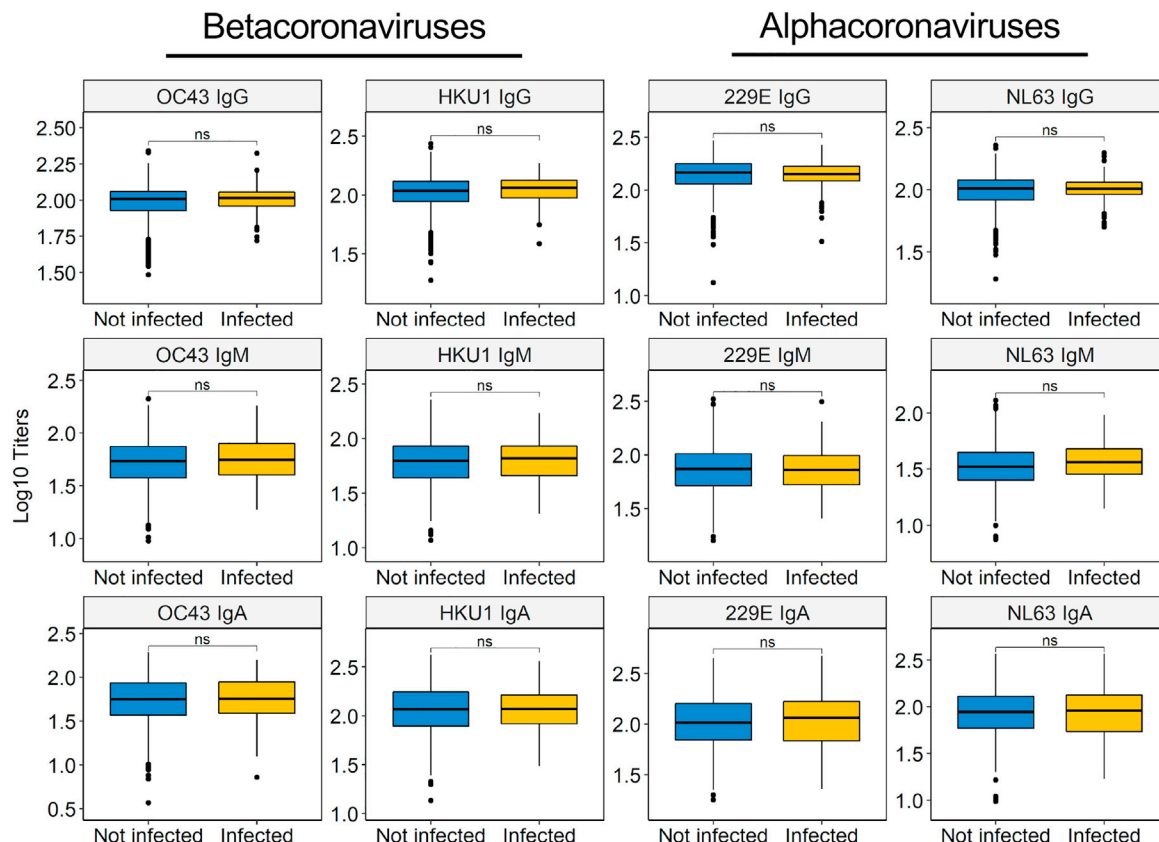 Betacoronaviruses Alphacoronaviruses
OC43 IgG HKU1 IgG 229E IgG NL63 IgG
ns ns ns ns
2.50 2.25 2.00 1.75 1.50
2.5 2.0 1.5
2.5 2.0 1.5 1.0
2.5 2.0 1.5
Not infected Infected Not infected Infected Not infected Infected Not infected Infected
OC43 IgM HKU1 IgM 229E IgM NL63 IgM
ns ns ns ns
Log10 Titers
2.5 2.0 1.5 1.0
2.5 2.0 1.5 1.0
2.5 2.0 1.5
2.0 1.5 1.0
Not infected Infected Not infected Infected Not infected Infected Not infected Infected
OC43 IgA HKU1 IgA 229E IgA NL63 IgA
ns ns ns ns
2.5 2.0 1.5 1.0 0.5
2.5 2.0 1.5 1.0
2.5 2.0 1.5
2.5 2.0 1.5 1.0
Not infected Infected Not infected Infected Not infected Infected Not infected Infected